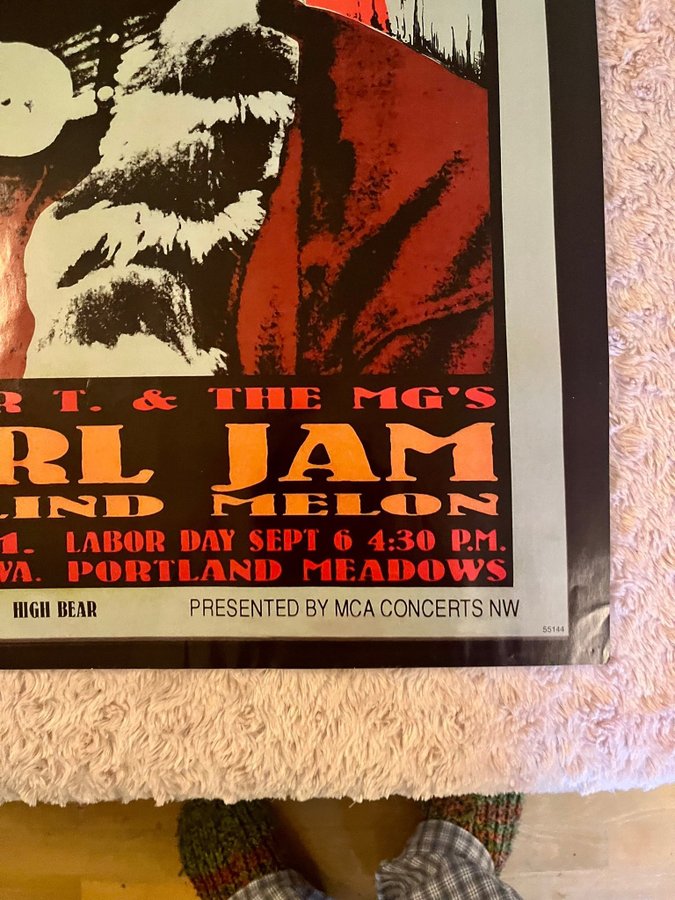 R T. & THE MG'S
RL JAM
LIND MELON
M. LABOR DAY SEPT 6 4:30 P.M.
WA. PORTLAND MEADOWS
HIGH BEAR
PRESENTED BY MCA CONCERTS NW
55144